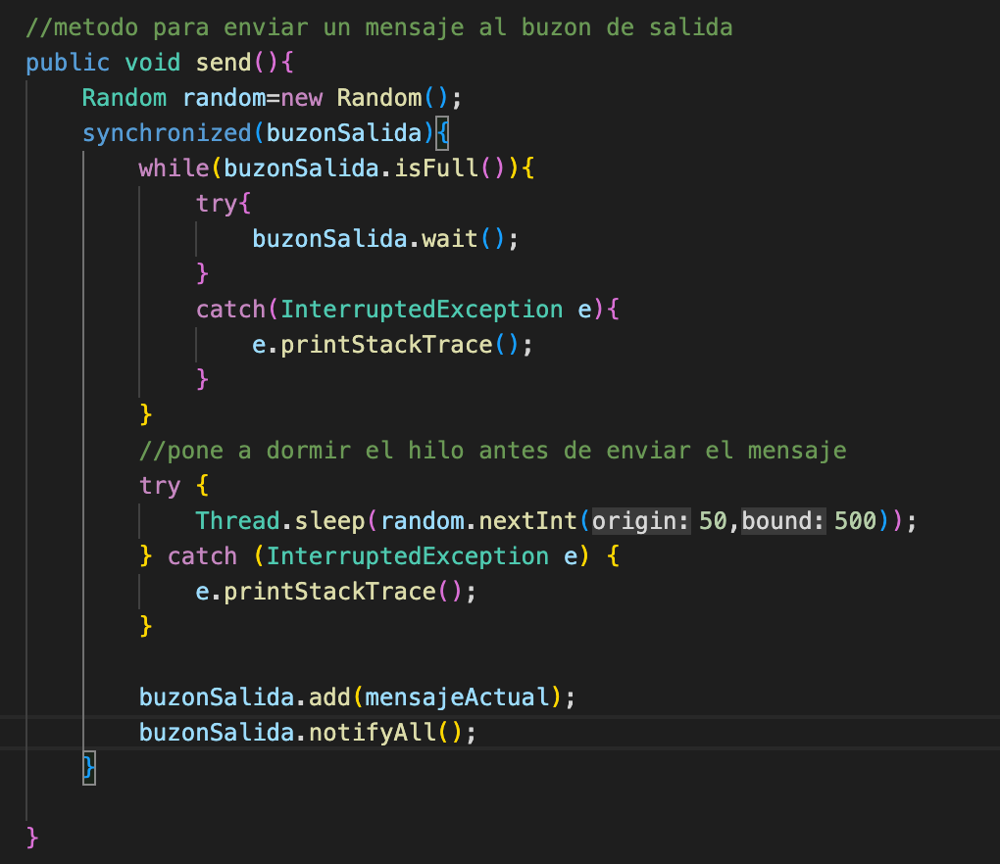 //metodo para enviar un mensaje al buzon de salida
public void send(){
Random random=new Random();
synchronized(buzonSalida){
while(buzonSalida.isFull()){
try{
buzonSalida.wait();
}
catch(InterruptedException e){
e.printStackTrace();
}
}
//pone a dormir el hilo antes de enviar el mensaje
try {
Thread.sleep(random.nextInt(origin: 50,bound: 500));
} catch (InterruptedException e) {
e.printStackTrace();
}
buzonSalida.add(mensajeActual);
buzonSalida.notifyAll();
}
}